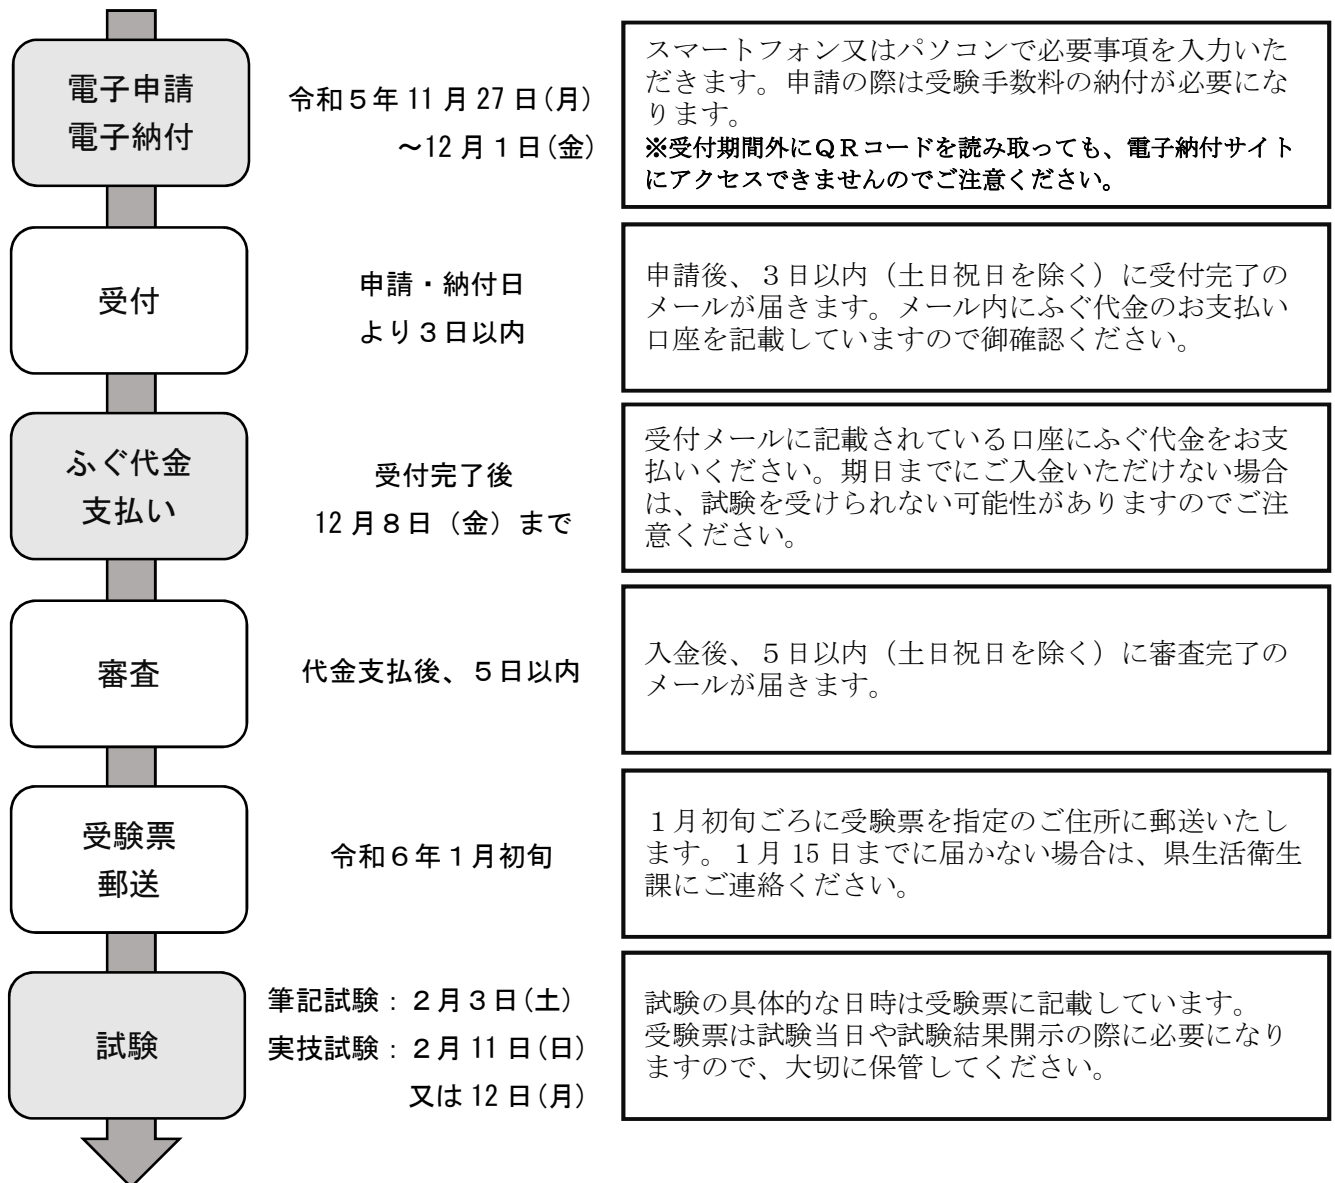 電子申請
電子納付
令和５年 11 月 27 日(月)
～12 月１日(金)
スマートフォン又はパソコンで必要事項を入力いた
だきます。申請の際は受験手数料の納付が必要にな
ります。
※受付期間外にＱＲコードを読み取っても、電子納付サイト
にアクセスできませんのでご注意ください。
受付
申請・納付日
より３日以内
申請後、３日以内（土日祝日を除く）に受付完了の
メールが届きます。メール内にふぐ代金のお支払い
口座を記載していますので御確認ください。
ふぐ代金
支払い
受付完了後
12 月８日（金）まで
受付メールに記載されている口座にふぐ代金をお支
払いください。期日までにご入金いただけない場合
は、試験を受けられない可能性がありますのでご注
意ください。
審査
代金支払後、５日以内
入金後、５日以内（土日祝日を除く）に審査完了の
メールが届きます。
受験票
郵送
令和６年１月初旬
１月初旬ごろに受験票を指定のご住所に郵送いたし
ます。１月 15 日までに届かない場合は、県生活衛生
課にご連絡ください。
試験
筆記試験：２月３日(土)
実技試験：２月 11 日(日)
又は 12 日(月)
試験の具体的な日時は受験票に記載しています。
受験票は試験当日や試験結果開示の際に必要になり
ますので、大切に保管してください。